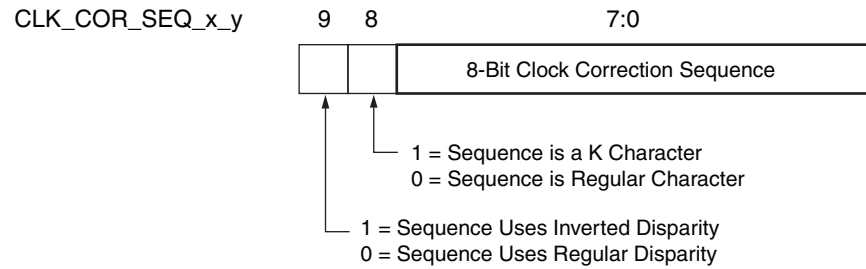 CLK_COR_SEQ_x_y 9 8 7:0
8-Bit Clock Correction Sequence
1 = Sequence is a K Character
0 = Sequence is Regular Character
1 = Sequence Uses Inverted Disparity
0 = Sequence Uses Regular Disparity